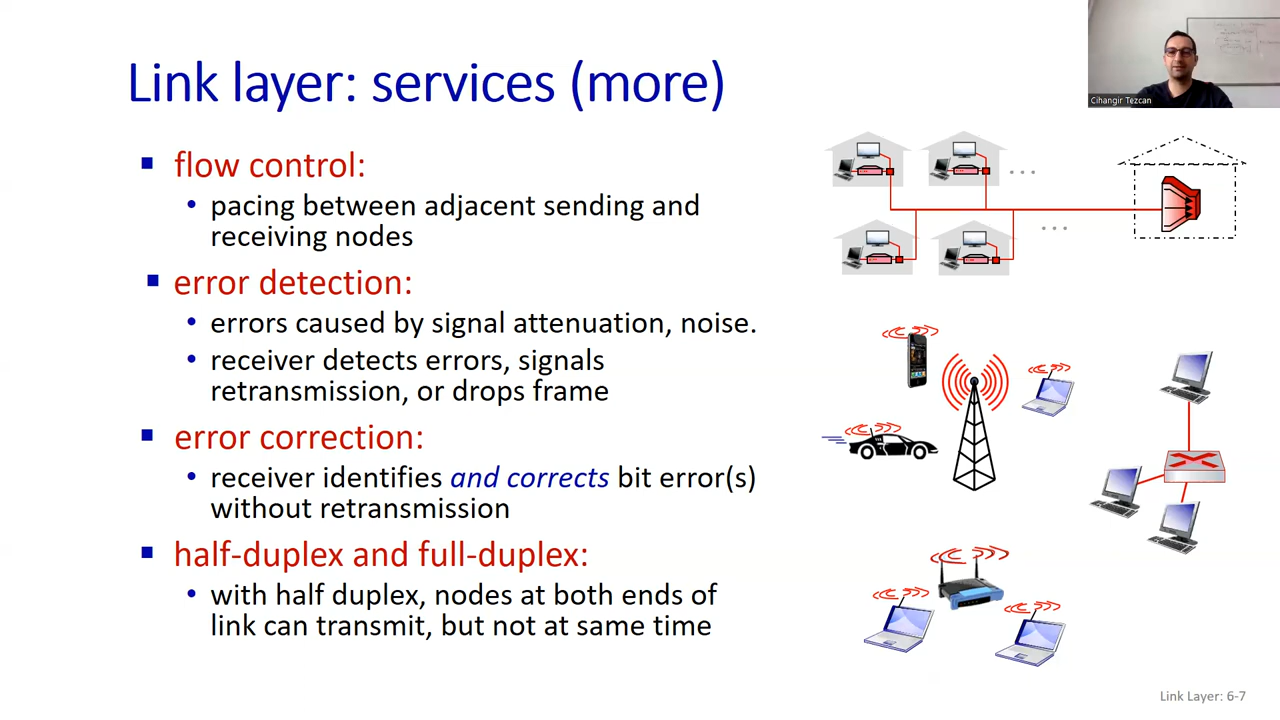 Link layer: services (more)
Cihangir Tezcan
flow control:
pacing between adjacent sending and
receiving nodes
error detection:
errors caused by signal attenuation, noise.
receiver detects errors, signals
retransmission, or drops frame
error correction:
receiver identifies and corrects bit error(s)
without retransmission
half-duplex and full-duplex:
with half duplex, nodes at both ends of
link can transmit, but not at same time
Link Layer: 6-7